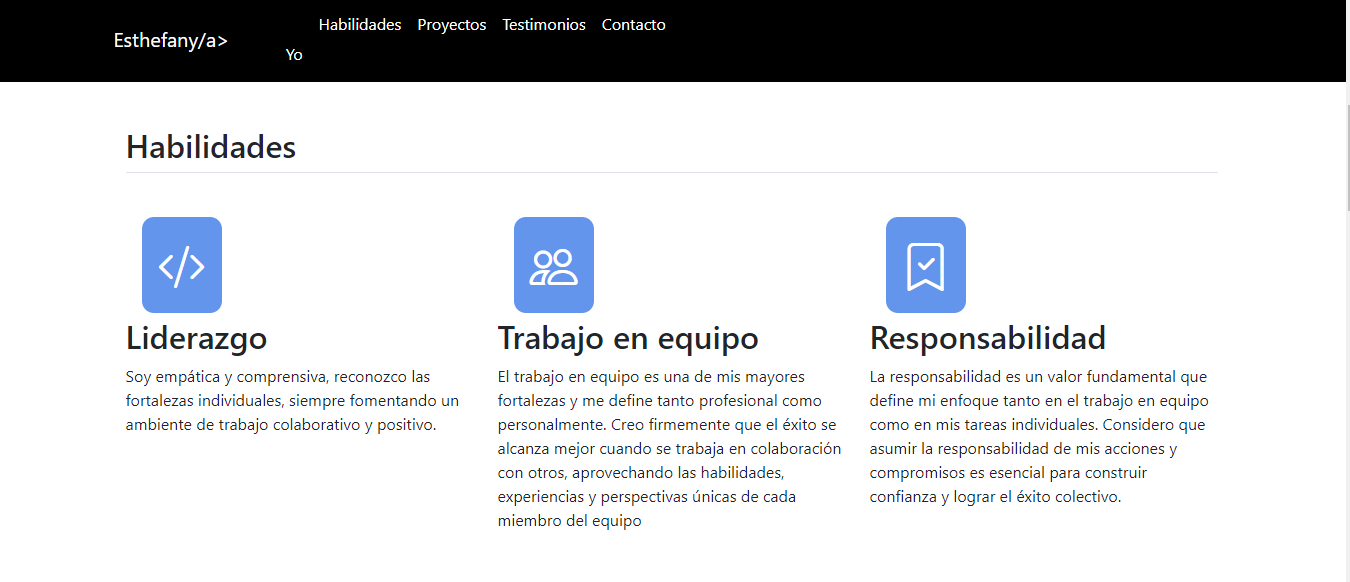 Esthefany/a>
Yo
Habilidades
Proyectos
Testimonios
Contacto
Habilidades
Liderazgo
Soy empática y comprensiva, reconozco las
fortalezas individuales, siempre fomentando un
ambiente de trabajo colaborativo y positivo.
Trabajo en equipo
El trabajo en equipo es una de mis mayores
fortalezas y me define tanto profesional como
personalmente. Creo firmemente que el éxito se
alcanza mejor cuando se trabaja en colaboración
con otros, aprovechando las habilidades,
experiencias y perspectivas únicas de cada
miembro del equipo
Responsabilidad
La responsabilidad es un valor fundamental que
define mi enfoque tanto en el trabajo en equipo
como en mis tareas individuales. Considero que
asumir la responsabilidad de mis acciones y
compromisos es esencial para construir
confianza y lograr el éxito colectivo.